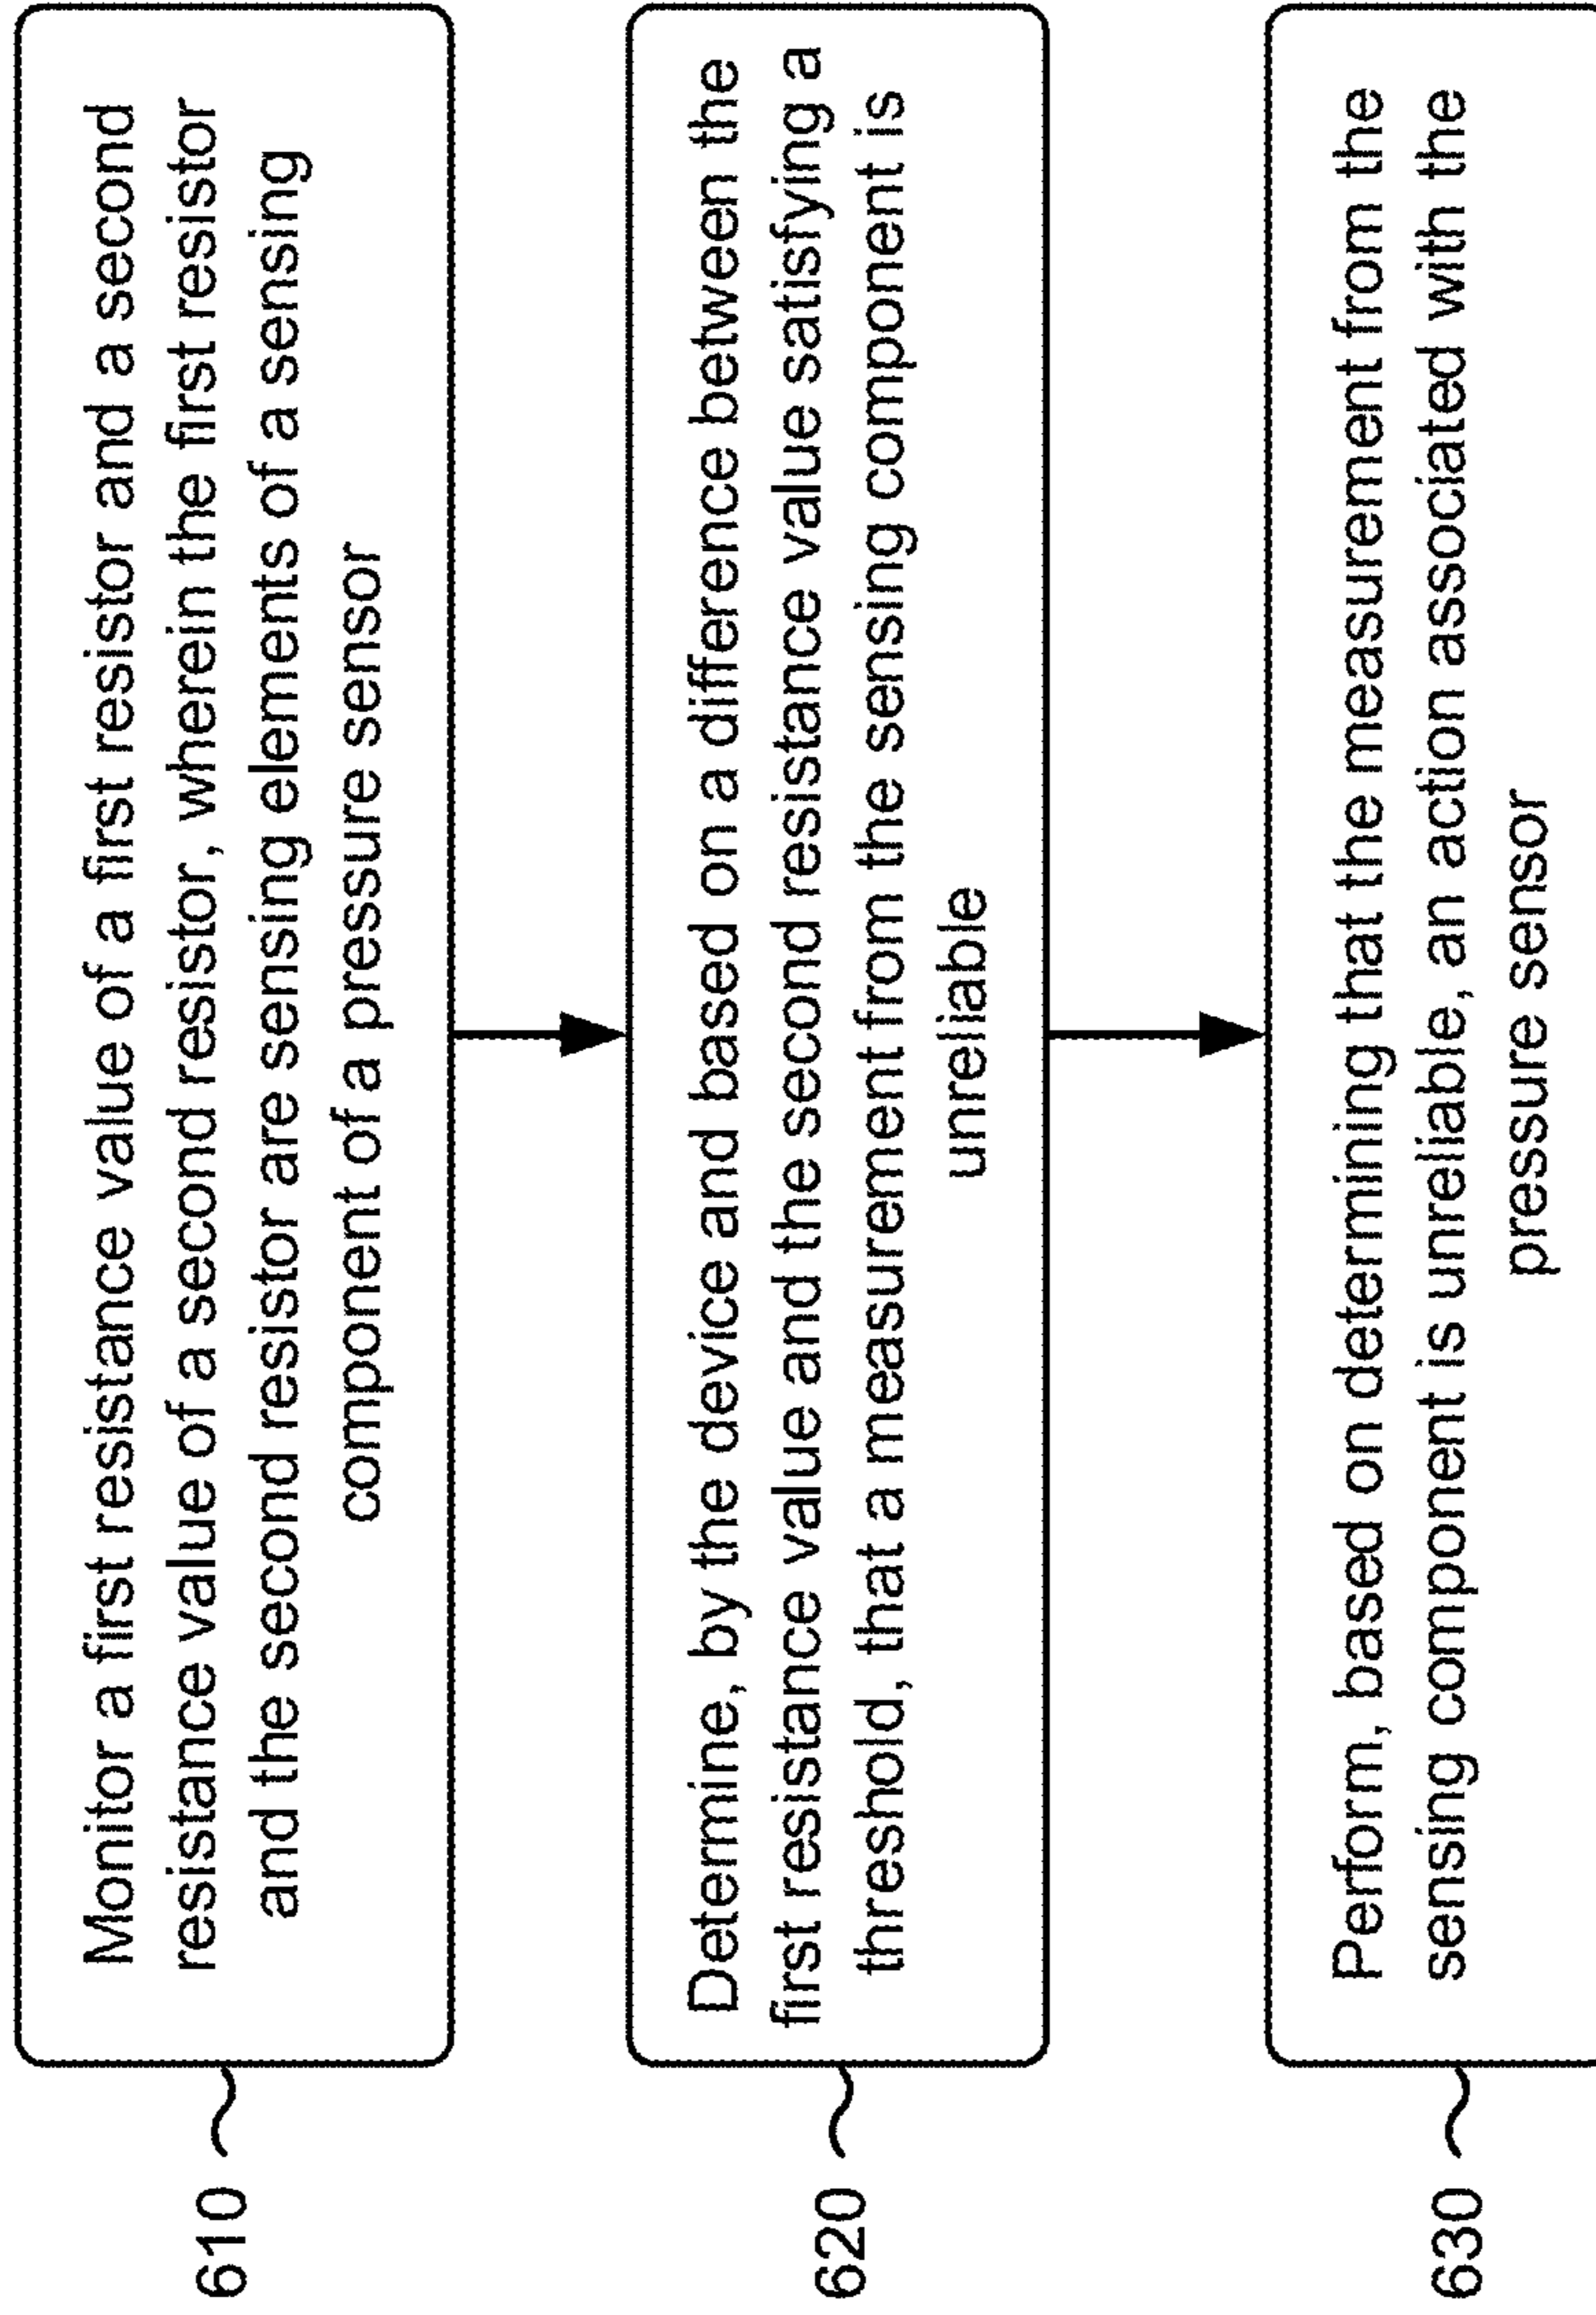 610
Monitor a first resistance value of a first resistor and a second
resistance value of a second resistor, wherein the first resistor
and the second resistor are sensing elements of a sensing
component of a pressure sensor
620
Determine, by the device and based on a difference between the
first resistance value and the second resistance value satisfying a
threshold, that a measurement from the sensing component is
unreliable
630
Perform, based on determining that the measurement from the
sensing component is unreliable, an action associated with the
pressure sensor